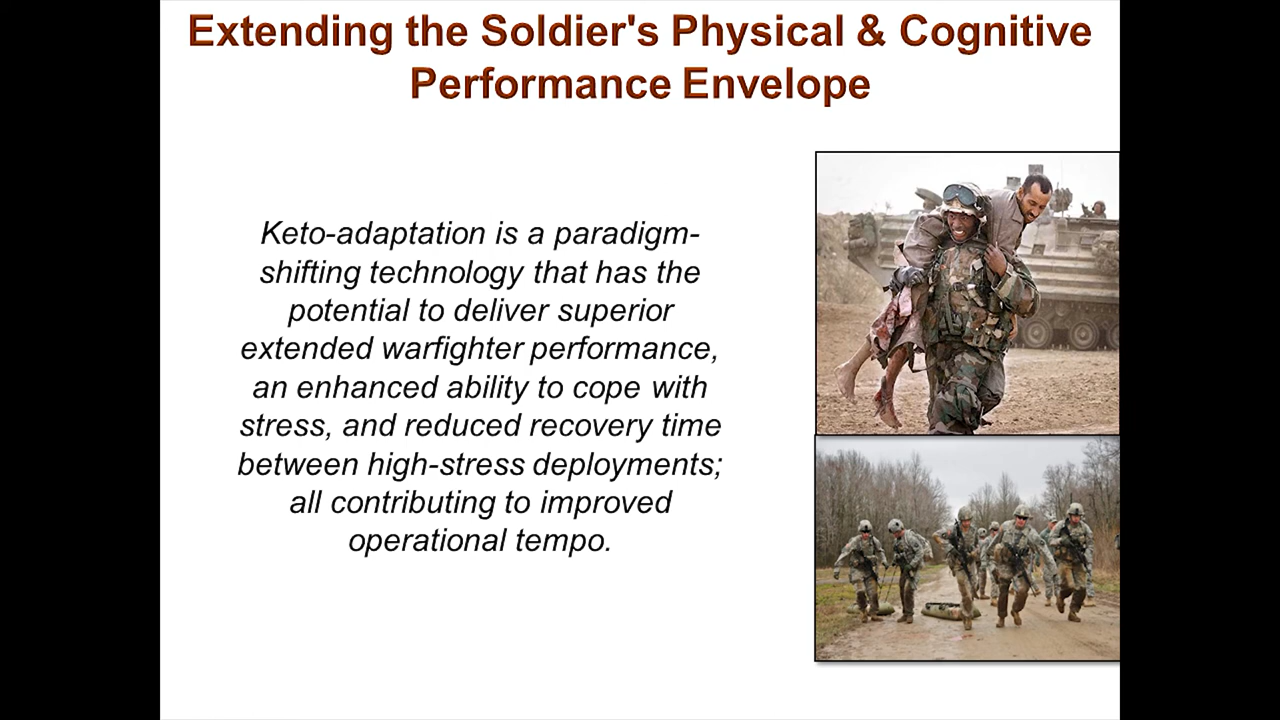 Extending the Soldier's Physical & Cognitive
Performance Envelope
Keto-adaptation is a paradigm-
shifting technology that has the
potential to deliver superior
extended warfighter performance,
an enhanced ability to cope with
stress, and reduced recovery time
between high-stress deployments;
all contributing to improved
operational tempo.